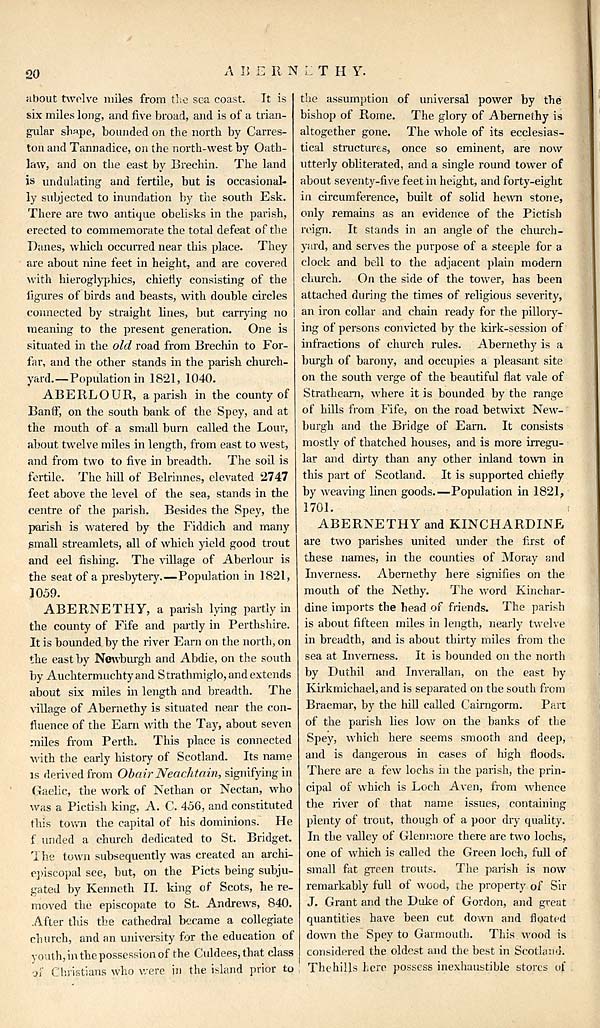 20
ABERNETHY.
about twelve miles from the sea coast. It is
six miles long, and five broad, and is of a trian-
gular shape, bounded on the north by Carres-
ton and Tannadice, on the north-west by Oath-
law, and on the east by Brechin. The land
is undulating and fertile, but is occasional-
ly subjected to inundation by the south Esk.
There are two antique obelisks in the parish,
erected to commemorate the total defeat of the
Danes, which occurred near this place. They
are about nine feet in height, and are covered
with hieroglyphics, chiefly consisting of the
figures of birds and beasts, with double circles
connected by straight lines, but carrying no
meaning to the present generation. One is
situated in the old road from Brechin to For-
far, and the other stands in the parish church-
yard.—Population in 1821, 1040.
ABERLOUR, a parish in the county of
Banff, on the south bank of the Spey, and at
the mouth of a small burn called the Lour,
about twelve miles in length, from east to west,
and from two to five in breadth. The soil is
fertile. The hill of Belrinnes, elevated 2747
feet above the level of the sea, stands in the
centre of the parish. Besides the Spey, the
parish is watered by the Fiddich and many
small streamlets, all of which yield good trout
and eel fishing. The village of Aberlour is
the seat of a presbytery.—Population in 1821,
1059.
ABERNETHY, a parish lying partly in
the county of Fife and partly in Perthshire.
It is bounded by the river Earn on the north, on
the east by Newburgh and Abdie, on the south
by Auchtermuchty and Strathmiglo, and extends
about six miles in length and breadth. The
village of Abernethy is situated near the con-
fluence of the Earn with the Tay, about seven
miles from Perth. This place is connected
with the early history of Scotland. Its name
is derived from Obair Neachtain, signifying in
Gaelic, the work of Nethan or Nectan, who
was a Pictish king, A. C. 456, and constituted
this town the capital of his dominions. He
f unded a church dedicated to St. Bridget.
The town subsequently was created an archi-
episcopal see, but, on the Picts being subju-
gated by Kenneth II. king of Scots, he re-
moved the episcopate to St. Andrews, 840.
After this the cathedral became a collegiate
church, and an university for the education of
youth, in the possession of the Culdees, that class
of Christians who were in the island prior to
the assumption of universal power by the
bishop of Rome. The glory of Abernethy is
altogether gone. The whole of its ecclesias-
tical structures, once so eminent, are now
utterly obliterated, and a single round tower of
about seventy-five feet in height, and forty-eight
in circumference, built of solid hewn stone,
only remains as an evidence of the Pictish
reign. It stands in an angle of the church-
yard, and serves the purpose of a steeple for a
clock and bell to the adjacent plain modern
church. On the side of the tower, has been
attached during the times of religious severity,
an iron collar and chain ready for the pillory-
ing of persons convicted by the kirk-session of
infractions of church rules. Abernethy is a
burgh of barony, and occupies a pleasant site
on the south verge of the beautiful flat vale of
Strathearn, where it is bounded by the range
of hills from Fife, on the road betwixt New-
burgh and the Bridge of Earn. It consists
mostly of thatched houses, and is more irregu-
lar and dirty than any other inland town in
this part of Scotland. It is supported chiefly
by weaving linen goods.—Population in 1821,
1701.
ABERNETHY and KINCHARDINE
are two parishes united under the first of
these names, in the counties of Moray and
Inverness. Abernethy here signifies on the
mouth of the Nethy. The word Kinchar-
dine imports the head of friends. The parish
is about fifteen miles in length, nearly twelve
in breadth, and is about thirty miles from the
sea at Inverness. It is bounded on the north
by Duthil and Inverallan, on the east by
Kirkmichael, and is separated on the south from
Braemar, by the hill called Cairngorm. Part
of the parish lies low on the banks of the
Spey, which here seems smooth and deep,
and is dangerous in cases of high floods.
There are a few lochs in the parish, the prin-
cipal of which is Loch Aven, from whence
the river of that name issues, containing
plenty of trout, though of a poor dry quality.
In the valley of Glenmore there are two lochs,
one of which is called the Green loch, full of
small fat green trouts. The parish is now
remarkably full of wood, the property of Sir
J. Grant and the Duke of Gordon, and great
quantities have been cut down and floated
down the Spey to Garmouth. This wood is
considered the oldest and the best in Scotland.
The hills here possess inexhaustible stores of